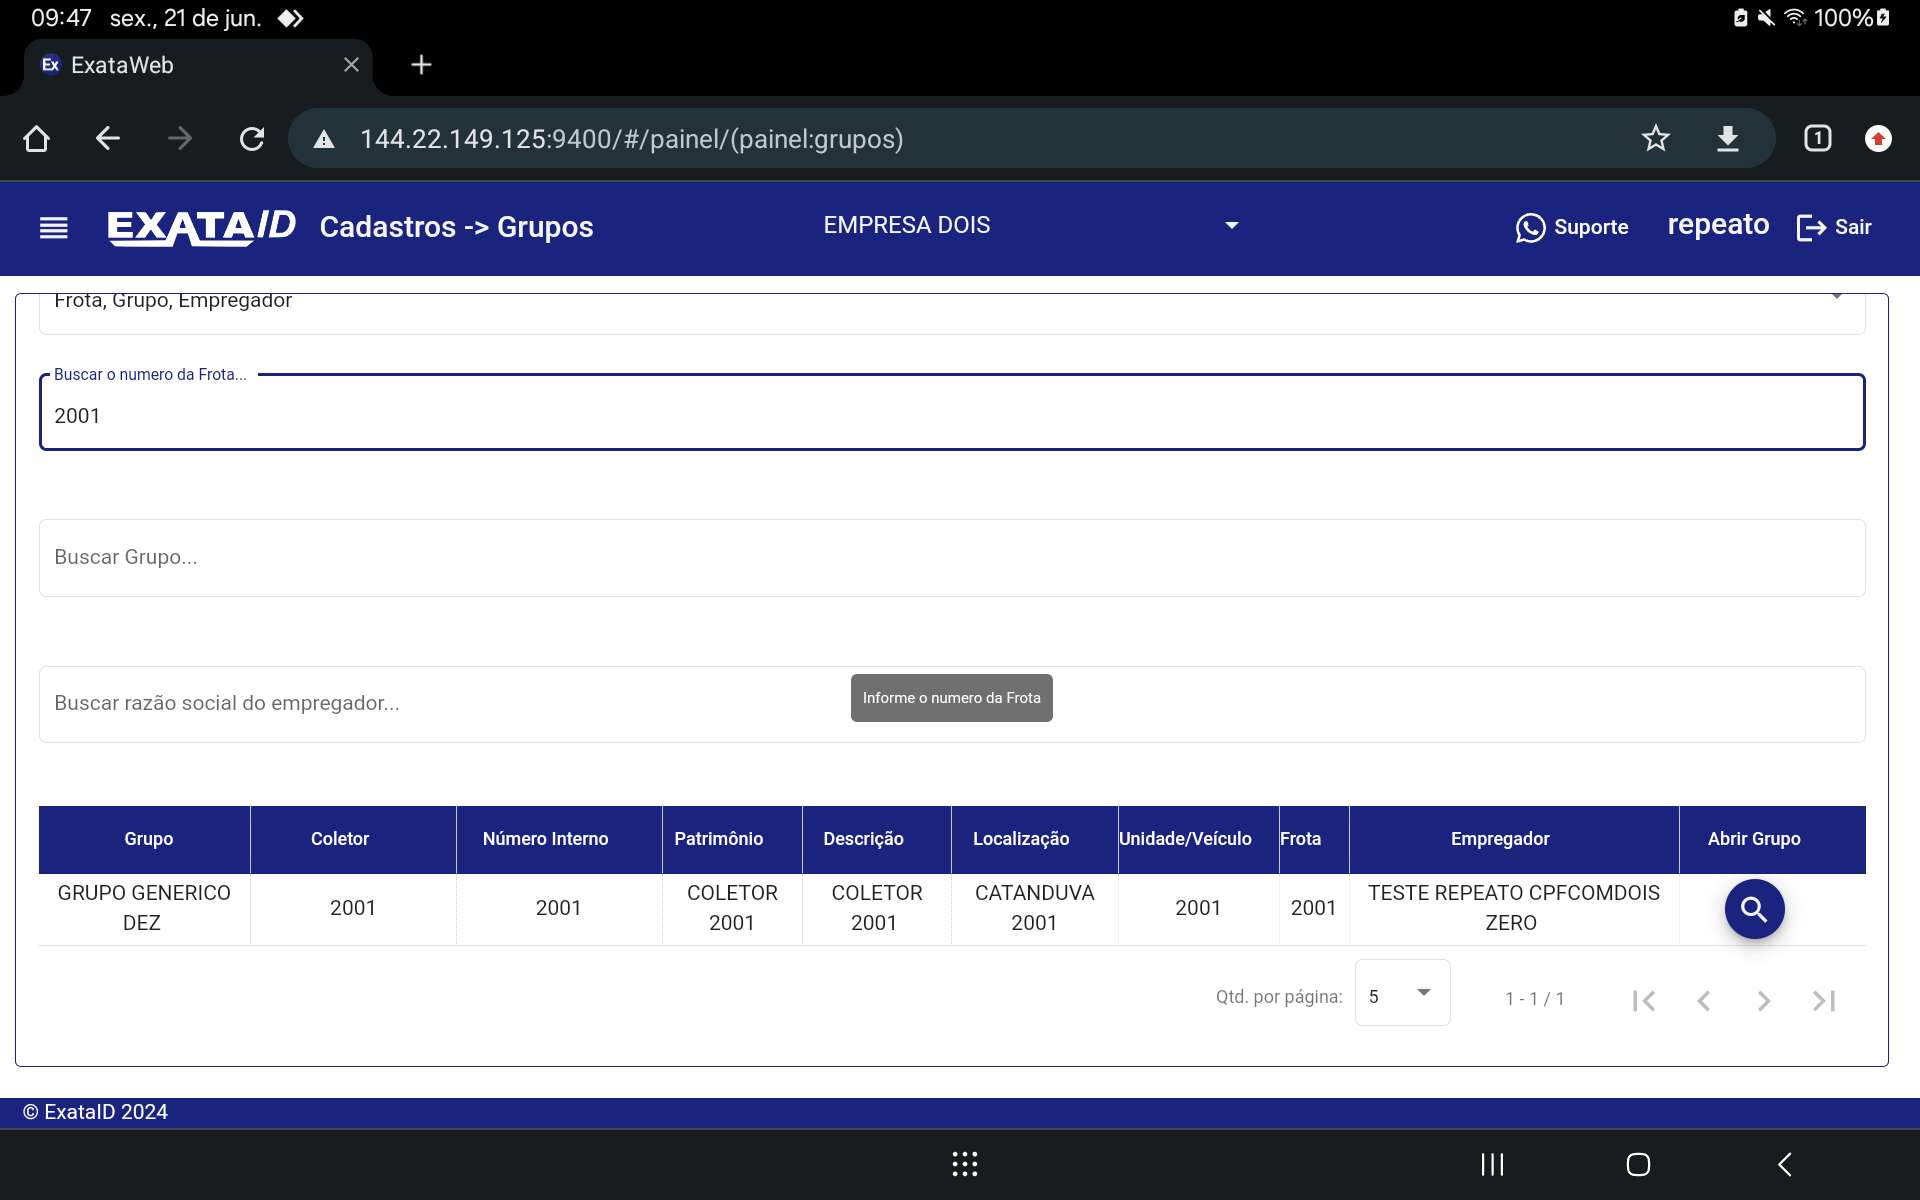 09:47 sex., 21 de jun. 100%
Ex ExataWeb
144.22.149.125:9400/#/painel/(painel:grupos) 1
EXATA/ID Cadastros -> Grupos EMPRESA DOIS Suporte repeato Sair
Frota, Grupo, Empregador
Buscar o numero da Frota...
2001
Buscar Grupo...
Buscar razão social do empregador...
Informe o numero da Frota
Grupo Coletor Número Interno Patrimônio Descrição Localização Unidade/Veículo Frota Empregador Abrir Grupo
GRUPO GENERICO DEZ 2001 2001 COLETOR 2001 COLETOR 2001 CATANDUVA 2001 2001 2001 TESTE REPEATO CPFCOMDOIS ZERO
Qtd. por página: 5 1 - 1 / 1
© ExataID 2024